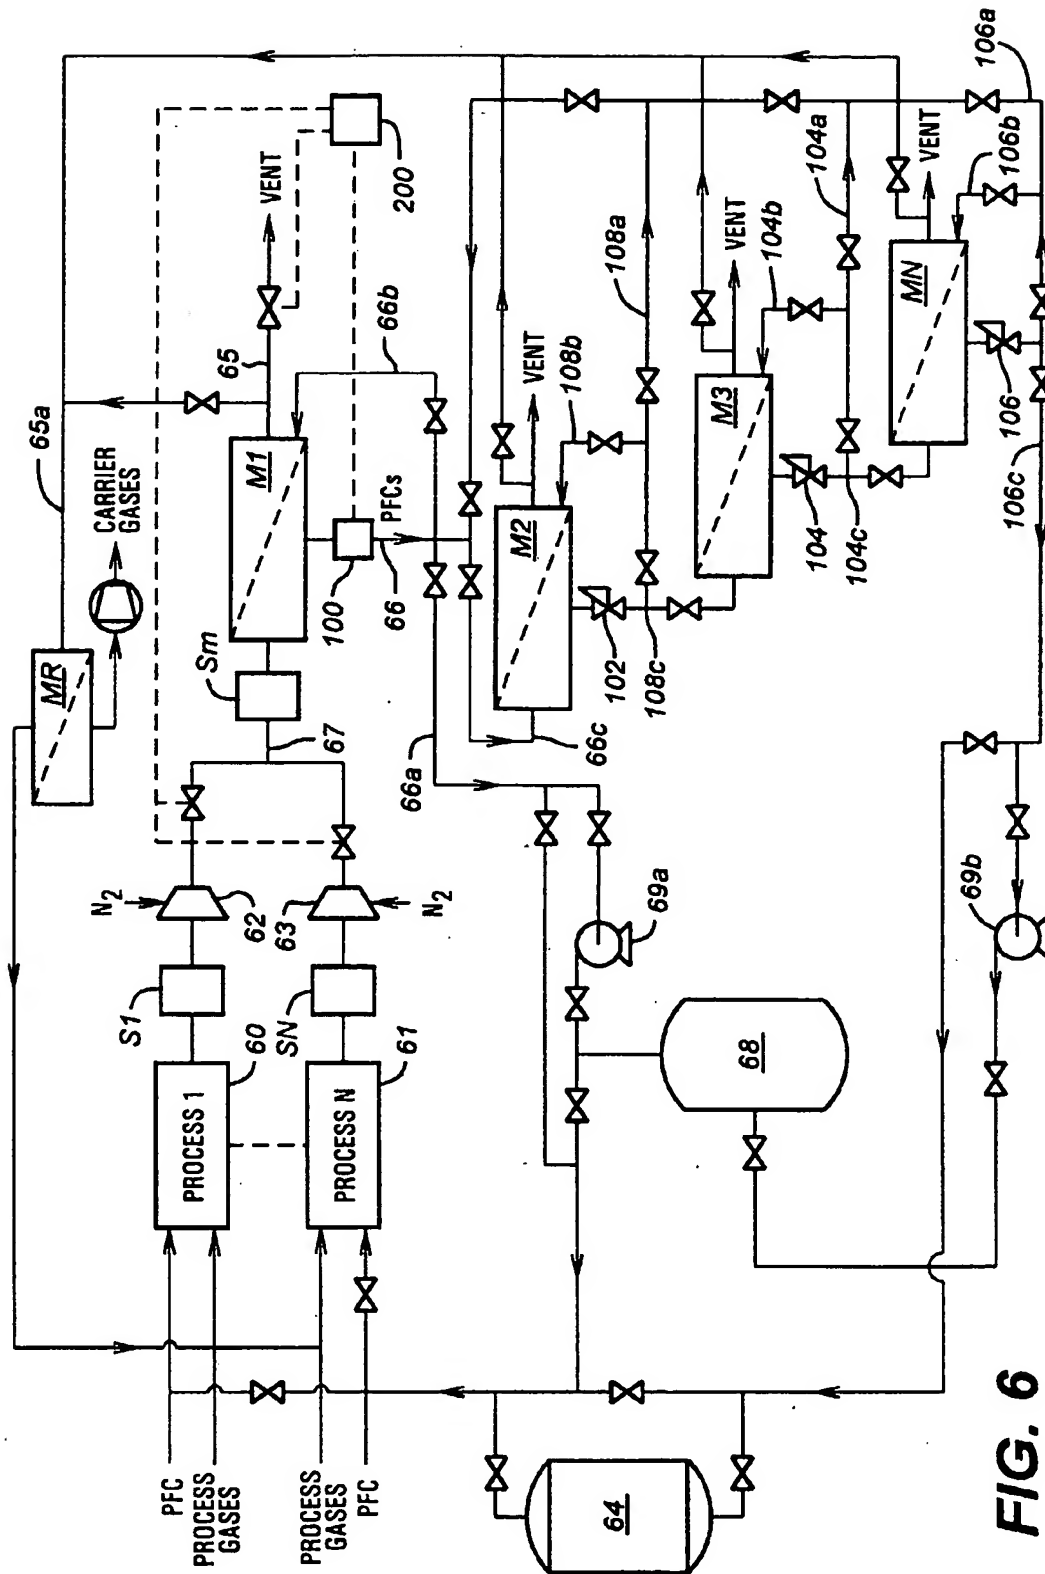 65a
MR
CARRIER
GASES
200
VENT
65
M1
66b
Sm
100
PFCs
66
67
N2
62
63
N2
S1
SN
60
61
PROCESS 1
PROCESS N
PFC
PROCESS
GASES
PROCESS
GASES
PFC
106a
104a
VENT
106b
108a
VENT
104b
MN
VENT
108b
M3
106
M2
104
104c
106c
102
108c
66c
66a
69a
69b
68
64
FIG. 6